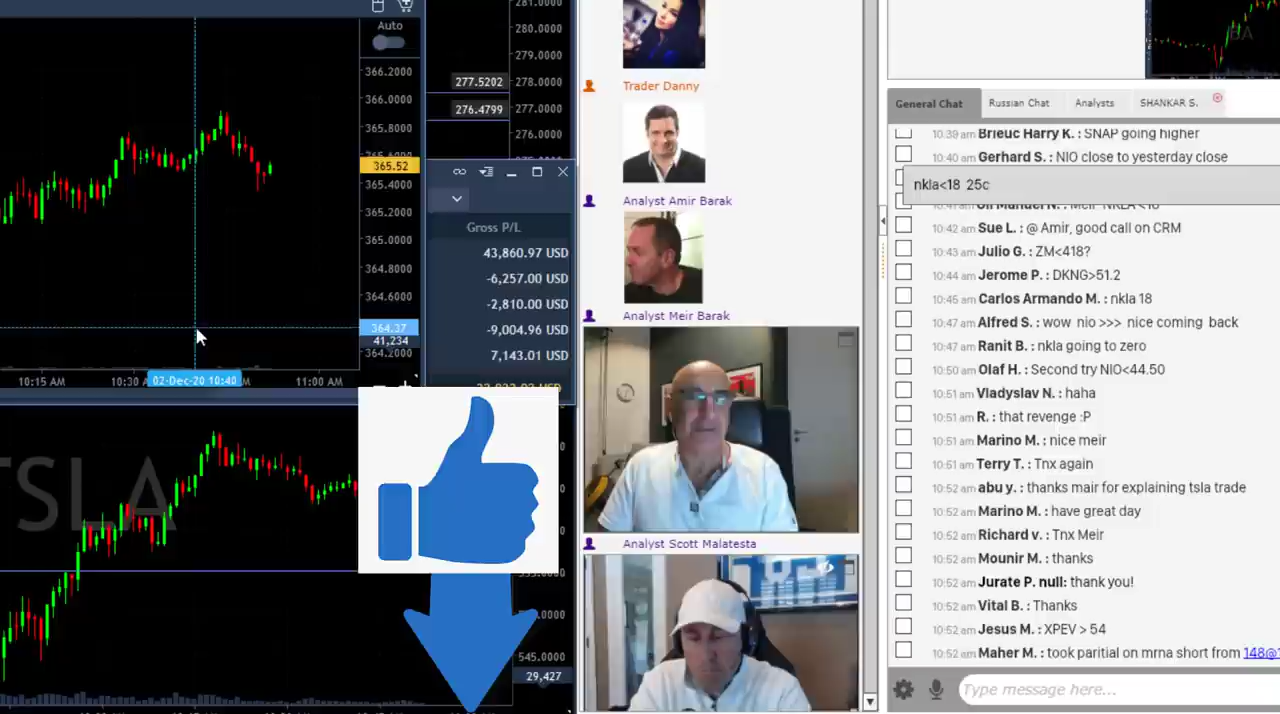 Auto
366.2000
366.0000
365.8000
365.52
365.4000
365.2000
365.0000
364.8000
364.6000
364.37
41,234
364.2000
10:15 AM
10:30
02-Dec-20 10:40
11:00 AM
281.0000
280.0000
279.0000
278.0000
277.5202
277.0000
276.4799
276.0000
Gross P/L
43,860.97 USD
-6,257.00 USD
-2,810.00 USD
-9,004.96 USD
7,143.01 USD
TSLA
545.0000
29,427
Trader Danny
Analyst Amir Barak
Analyst Meir Barak
Analyst Scott Malatesta
BA
General Chat
Russian Chat
Analysts
SHANKAR S.
10:39 am Brieuc Harry K. : SNAP going higher
10:40 am Gerhard S. : NIO close to yesterday close
nkla<18 25c
10:42 am Sue L. : @ Amir, good call on CRM
10:43 am Julio G. : ZM<418?
10:44 am Jerome P. : DKNG>51.2
10:45 am Carlos Armando M. : nkla 18
10:47 am Alfred S. : wow nio >>> nice coming back
10:47 am Ranit B. : nkla going to zero
10:50 am Olaf H. : Second try NIO<44.50
10:51 am Vladyslav N. : haha
10:51 am R. : that revenge :P
10:51 am Marino M. : nice meir
10:51 am Terry T. : Tnx again
10:52 am abu y. : thanks mair for explaining tsla trade
10:52 am Marino M. : have great day
10:52 am Richard v. : Tnx Meir
10:52 am Mounir M. : thanks
10:52 am Jurate P. null: thank you!
10:52 am Vital B. : Thanks
10:52 am Jesus M. : XPEV > 54
10:52 am Maher M. : took paritial on mrna short from 148@
Type message here...